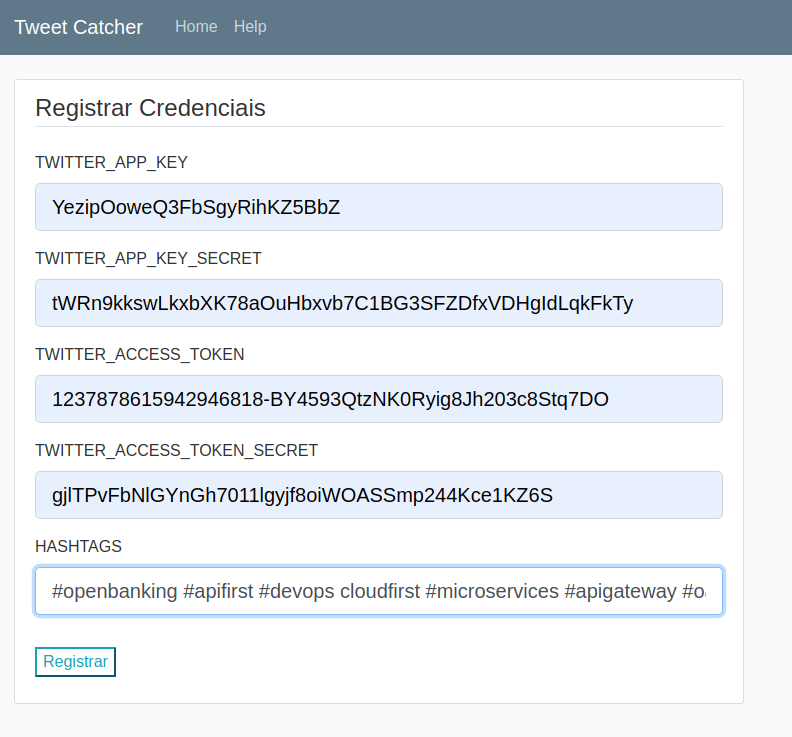 Tweet Catcher Home Help
Registrar Credenciais
TWITTER_APP_KEY
YezipOoweQ3FbSgyRihKZ5BbZ
TWITTER_APP_KEY_SECRET
tWRn9kkswLkxbXK78aOuHbxvb7C1BG3SFZDfxVDHgIdLqkFkTy
TWITTER_ACCESS_TOKEN
1237878615942946818-BY4593QtzNK0Ryig8Jh203c8Stq7DO
TWITTER_ACCESS_TOKEN_SECRET
gjlTPvFbNlGYnGh7011lgyjf8oiWOASSmp244Kce1KZ6S
HASHTAGS
#openbanking #apifirst #devops cloudfirst #microservices #apigateway
Registrar